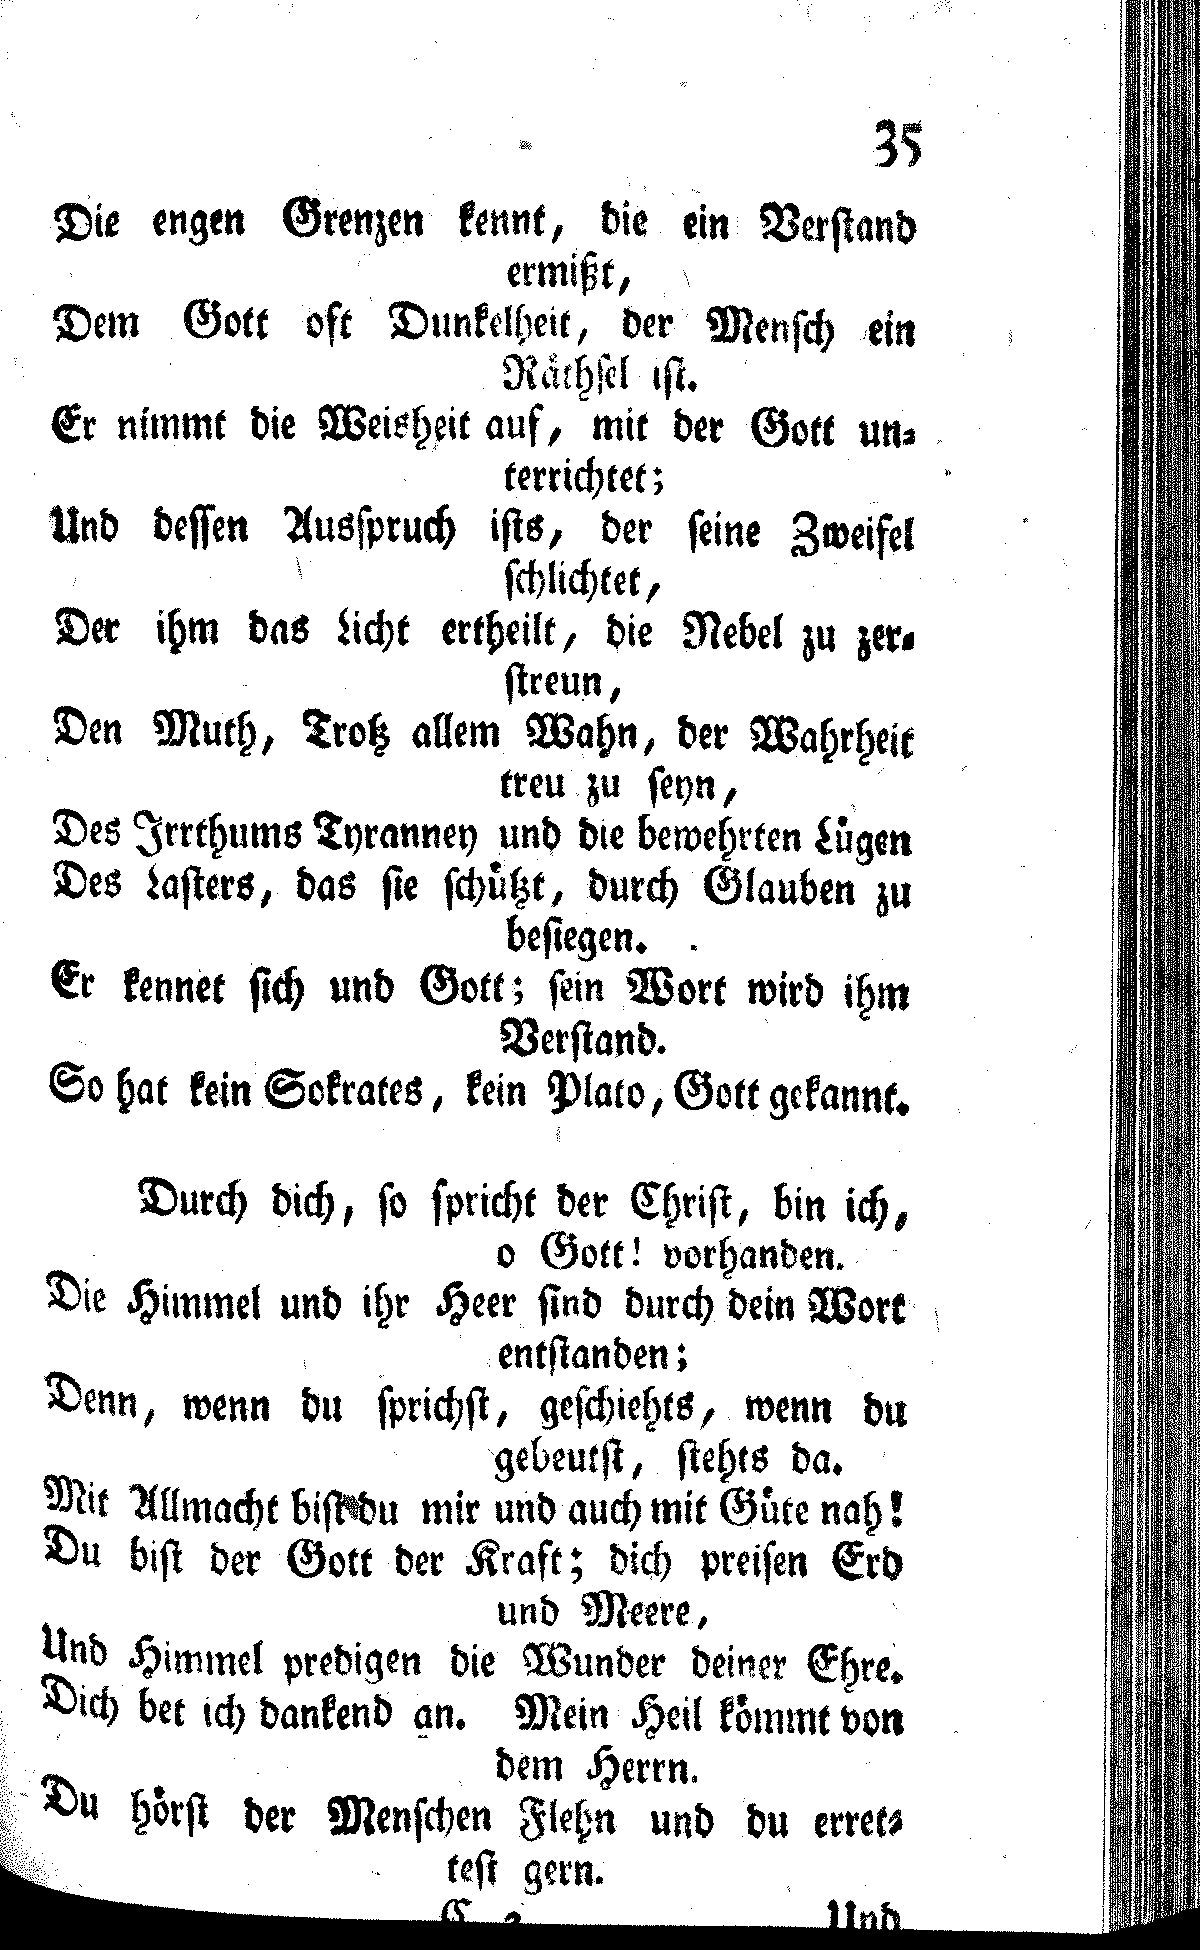 35
Die engen Grenzen kennt, die ein Verstand
ermißt,
Dem Gott oft Dunkelheit, der Mensch ein
Räthsel ist.
Er nimmt die Weisheit auf, mit der Gott un-
terrichtet;
Und dessen Ausspruch ists, der seine Zweifel
schlichtet,
Der ihm das Licht ertheilt, die Nebel zu zer-
streun,
Den Muth, Trotz allem Wahn, der Wahrheit
treu zu seyn,
Des Irrthums Tyranney und die bewehrten Lügen
Des Lasters, das sie schützt, durch Glauben zu
besiegen.
Er kennet sich und Gott; sein Wort wird ihm
Verstand.
So hat kein Sokrates, kein Plato, Gott gekannt.
Durch dich, so spricht der Christ, bin ich,
o Gott! vorhanden.
Die Himmel und ihr Heer sind durch dein Wort
entstanden;
Denn, wenn du sprichst, geschiehts, wenn du
gebeutst, stehts da.
Mit Allmacht bist du mir und auch mit Güte nah!
Du bist der Gott der Kraft; dich preisen Erd
und Meere,
Und Himmel predigen die Wunder deiner Ehre.
Dich bet ich dankend an. Mein Heil kömmt von
dem Herrn.
Du hörst der Menschen Flehn und du erret-
test gern.
Und